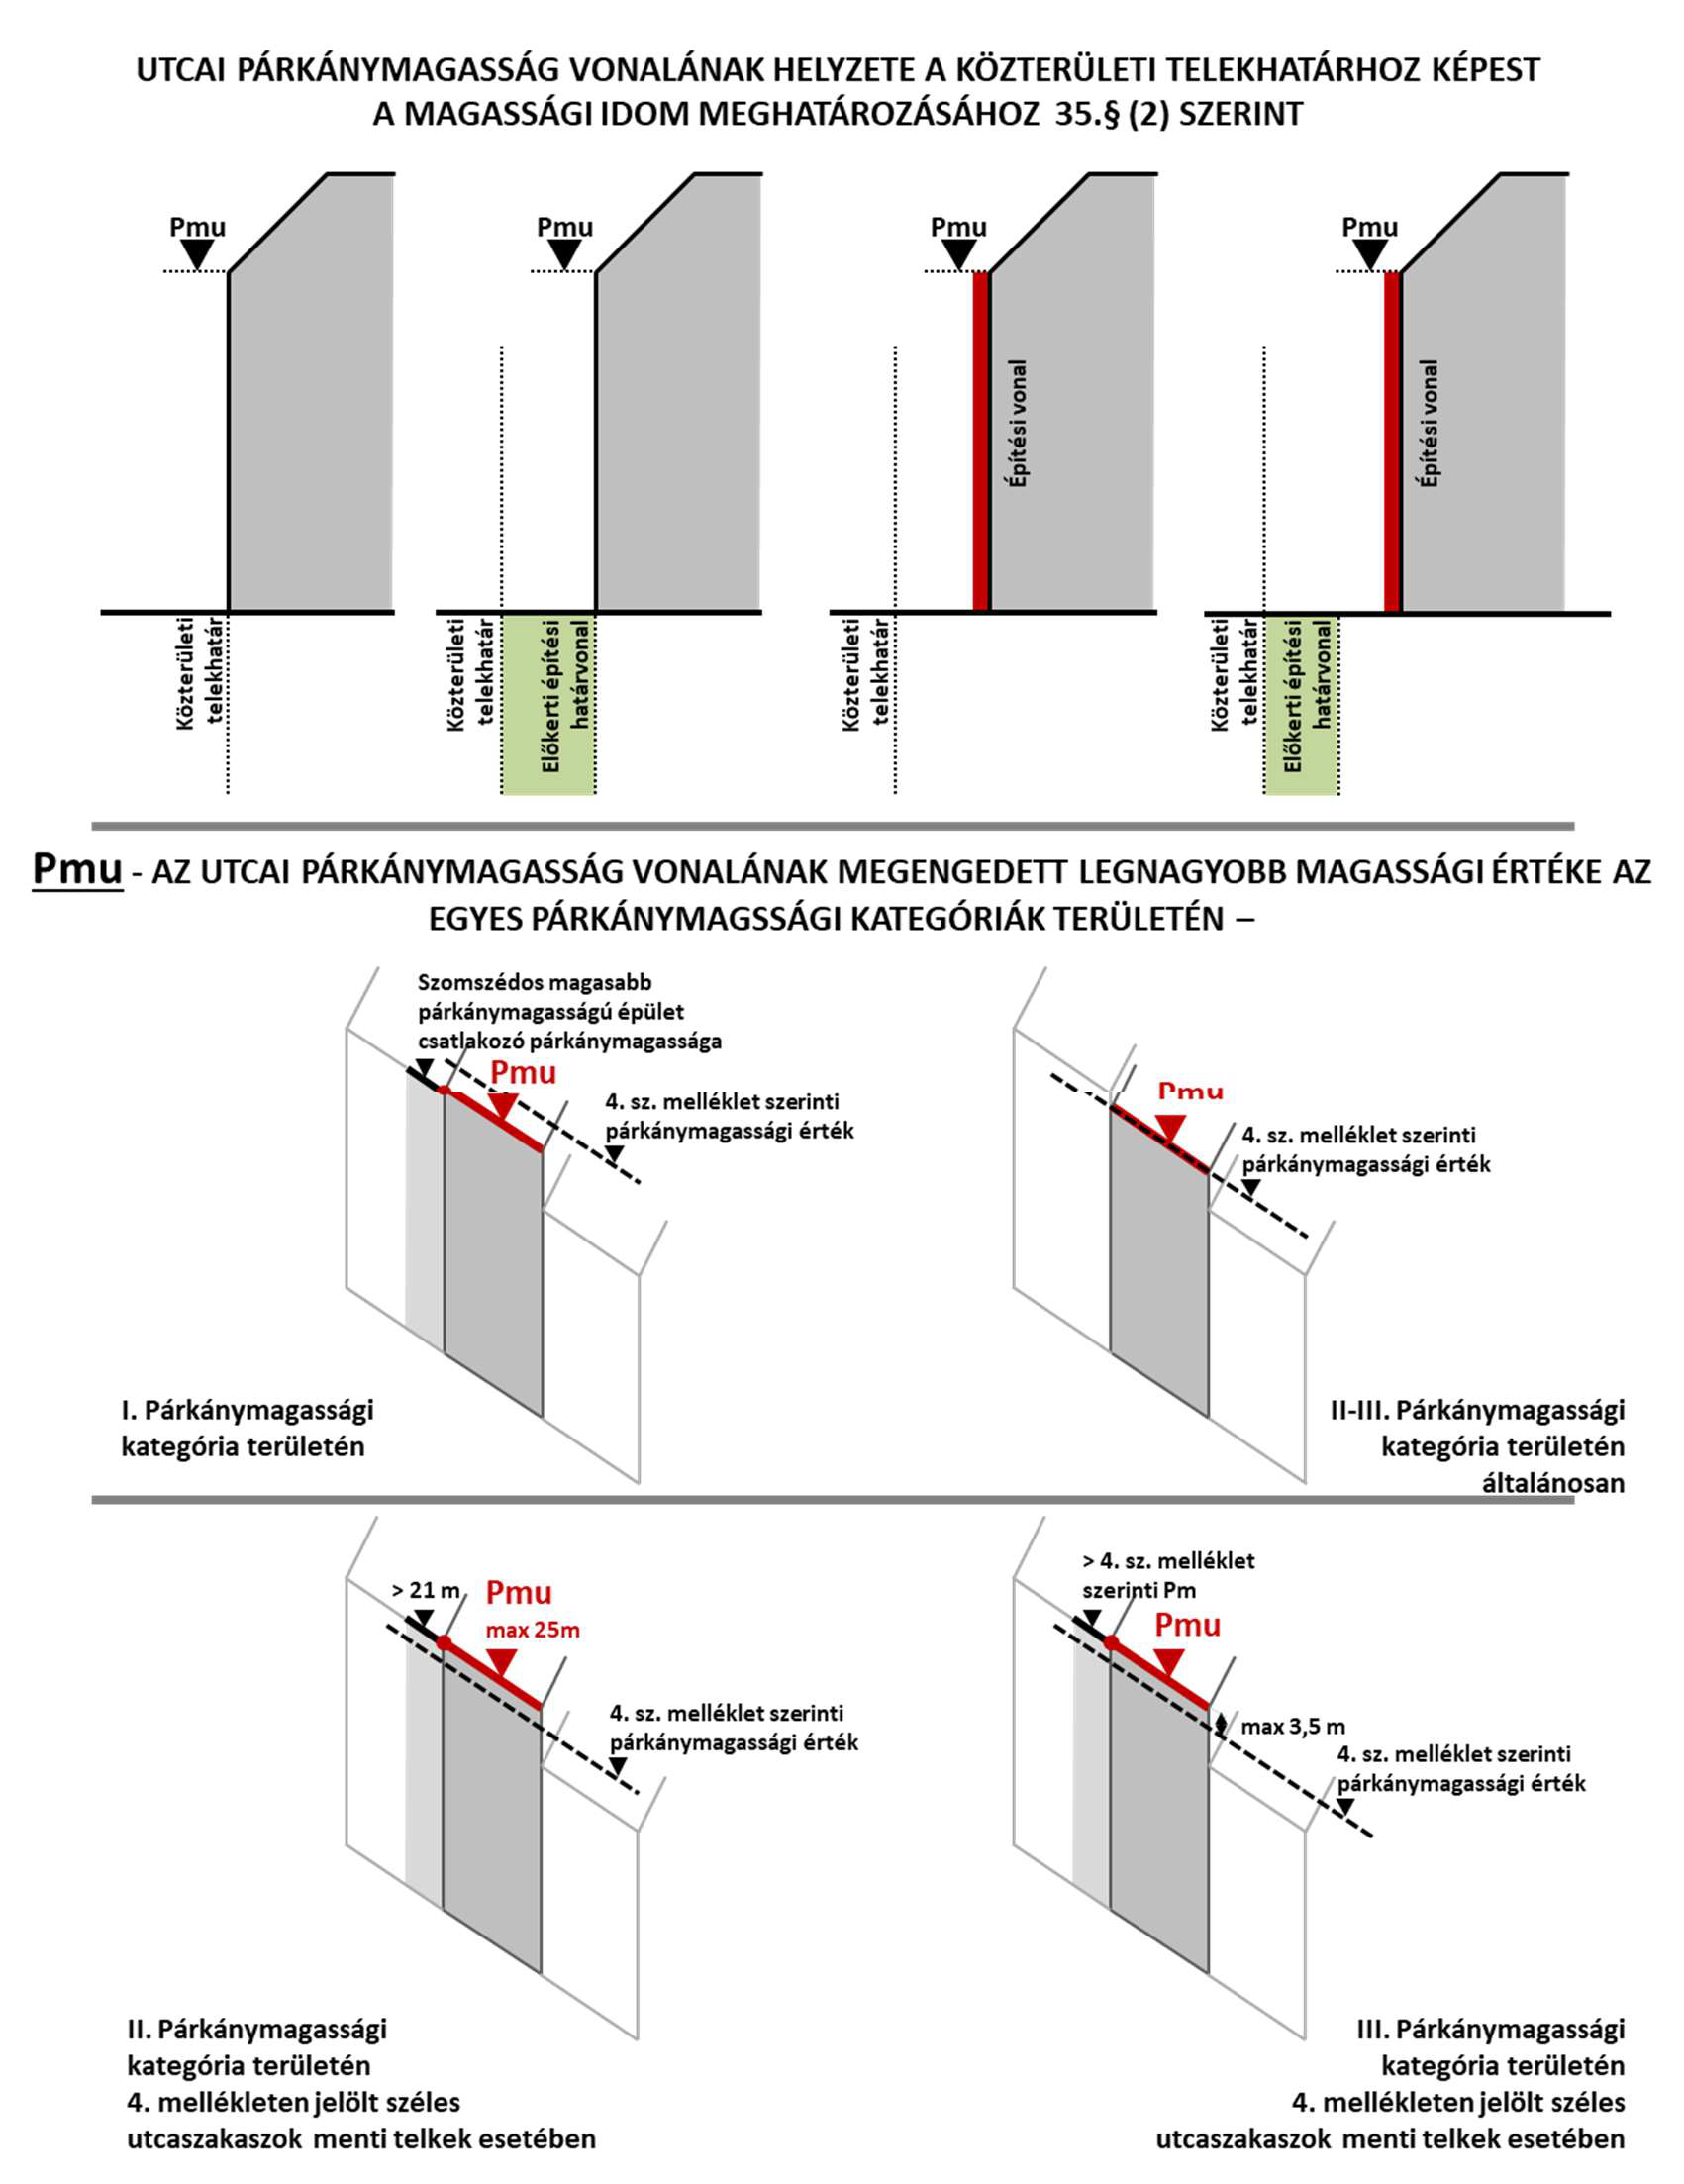 UTCAI PÁRKÁNYMAGASSÁG VONALÁNAK HELYZETE A KÖZTERÜLETI TELEKHATÁRHOZ KÉPEST
A MAGASSÁGI IDOM MEGHATÁROZÁSÁHOZ 35.§ (2) SZERINT
Pmu
Közterületi
telekhatár
Pmu
Közterületi
telekhatár
Előkerti építési
határvonal
Pmu
Építési vonal
Közterületi
telekhatár
Pmu
Építési vonal
Közterületi
telekhatár
Előkerti építési
határvonal
Pmu - AZ UTCAI PÁRKÁNYMAGASSÁG VONALÁNAK MEGENGEDETT LEGNAGYOBB MAGASSÁGI ÉRTÉKE AZ
EGYES PÁRKÁNYMAGSSÁGI KATEGÓRIÁK TERÜLETÉN –
Szomszédos magasabb
párkánymagasságú épület
csatlakozó párkánymagassága
Pmu
4. sz. melléklet szerinti
párkánymagassági érték
I. Párkánymagassági
kategória területén
Pmu
4. sz. melléklet szerinti
párkánymagassági érték
II-III. Párkánymagassági
kategória területén
általánosan
> 21 m
Pmu
max 25m
4. sz. melléklet szerinti
párkánymagassági érték
II. Párkánymagassági
kategória területén
4. mellékleten jelölt széles
utcaszakaszok menti telkek esetében
> 4. sz. melléklet
szerinti Pm
Pmu
max 3,5 m
4. sz. melléklet szerinti
párkánymagassági érték
III. Párkánymagassági
kategória területén
4. mellékleten jelölt széles
utcaszakaszok menti telkek esetében